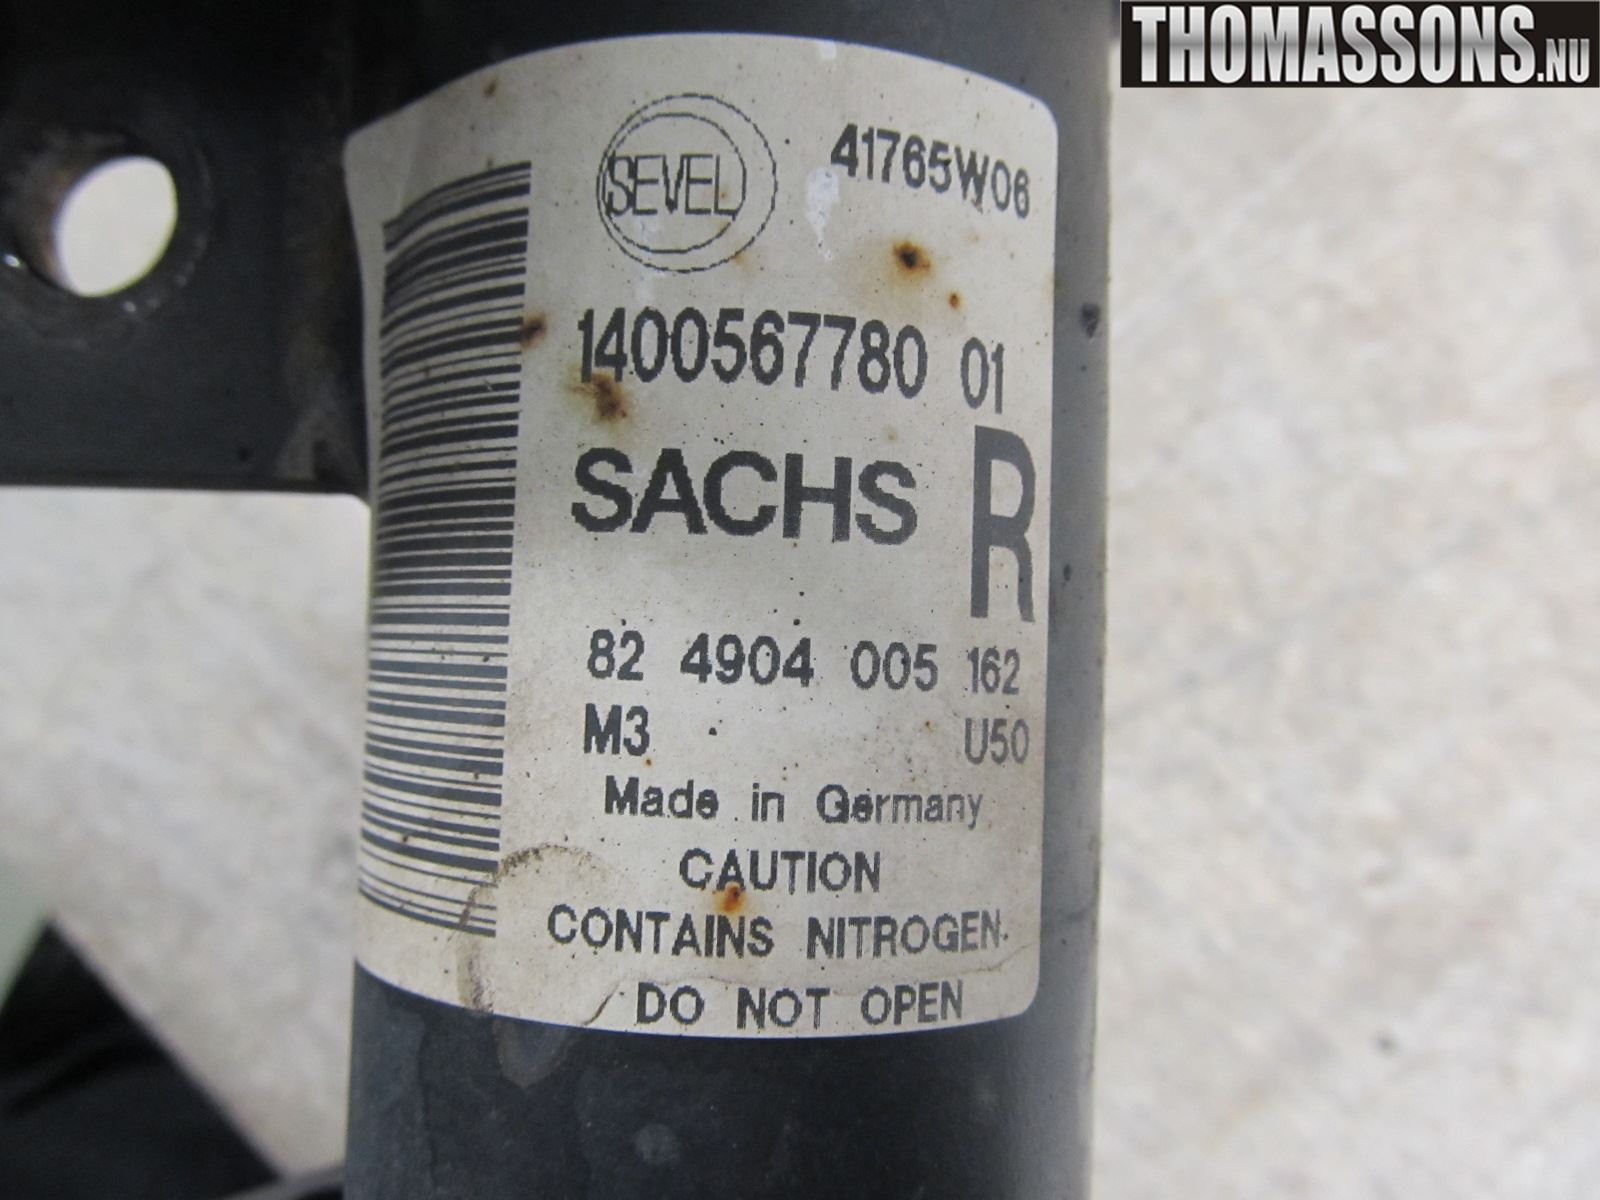 THOMASSONS.NU
SEVEL
41765W06
1400567780 01
SACHS R
82 4904 005 162
M3 U50
Made in Germany
CAUTION
CONTAINS NITROGEN.
DO NOT OPEN